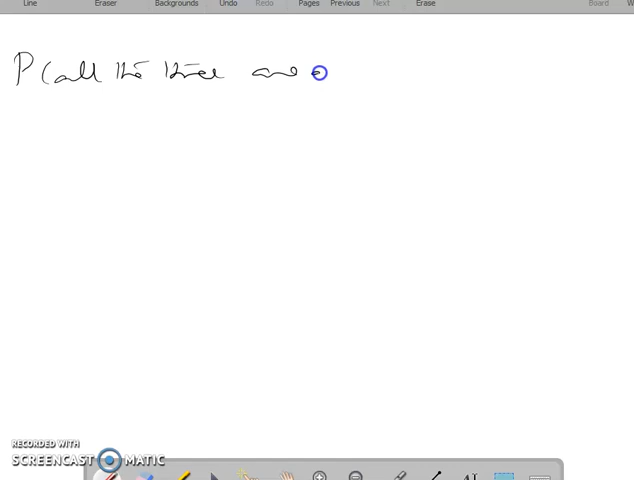 Line Eraser Backgrounds Undo Redo Pages Previous Next Erase Board
P(all the three are
RECORDED WITH
SCREENCAST MATIC